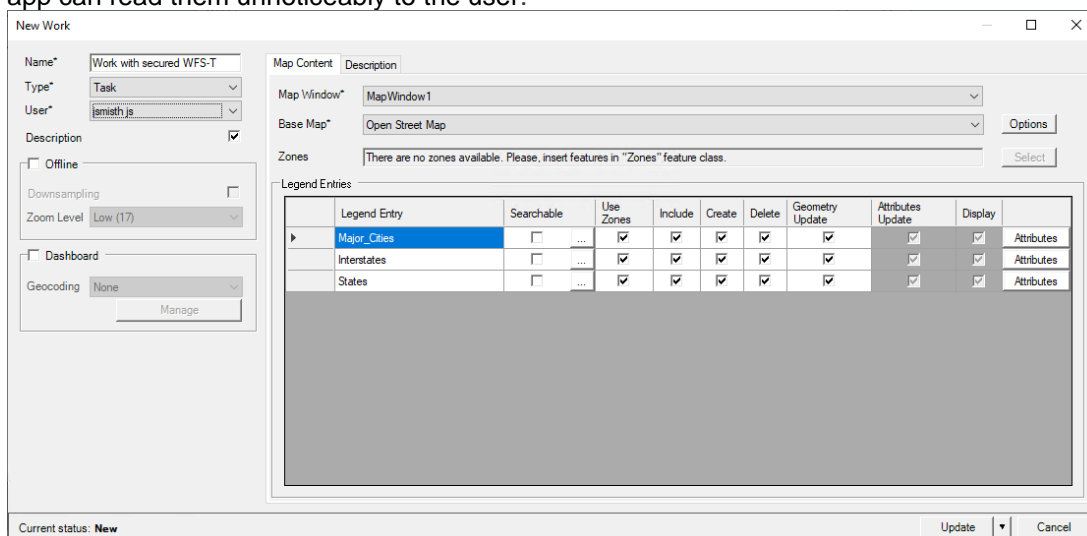 app can read them unnoticeably to the user.
New Work
Name* Work with secured WFS-T
Type* Task
User* jsmisth js
Description
Offline
Downsampling
Zoom Level Low (17)
Dashboard
Geocoding None
Manage
Map Content Description
Map Window* MapWindow1
Base Map* Open Street Map Options
Zones There are no zones available. Please, insert features in "Zones" feature class. Select
Legend Entries
Legend Entry Searchable Use Zones Include Create Delete Geometry Update Attributes Update Display
Major_Cities ... Attributes
Interstates ... Attributes
States ... Attributes
Current status: New Update Cancel